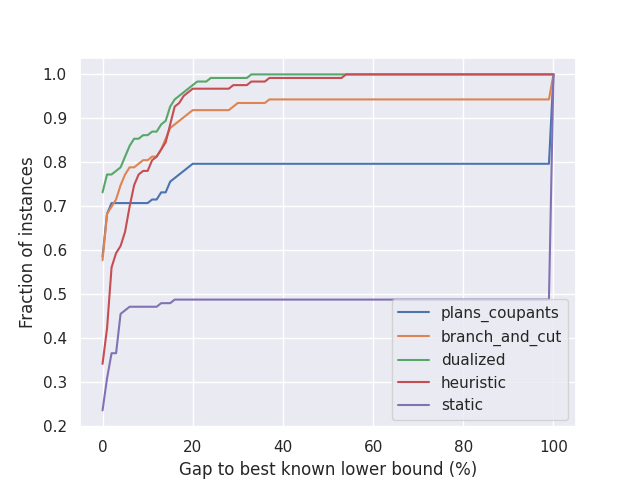 1.0
0.9
0.8
0.7
0.6
0.5
0.4
0.3
0.2
Fraction of instances
plans_coupants
branch_and_cut
dualized
heuristic
static
0 20 40 60 80 100
Gap to best known lower bound (%)